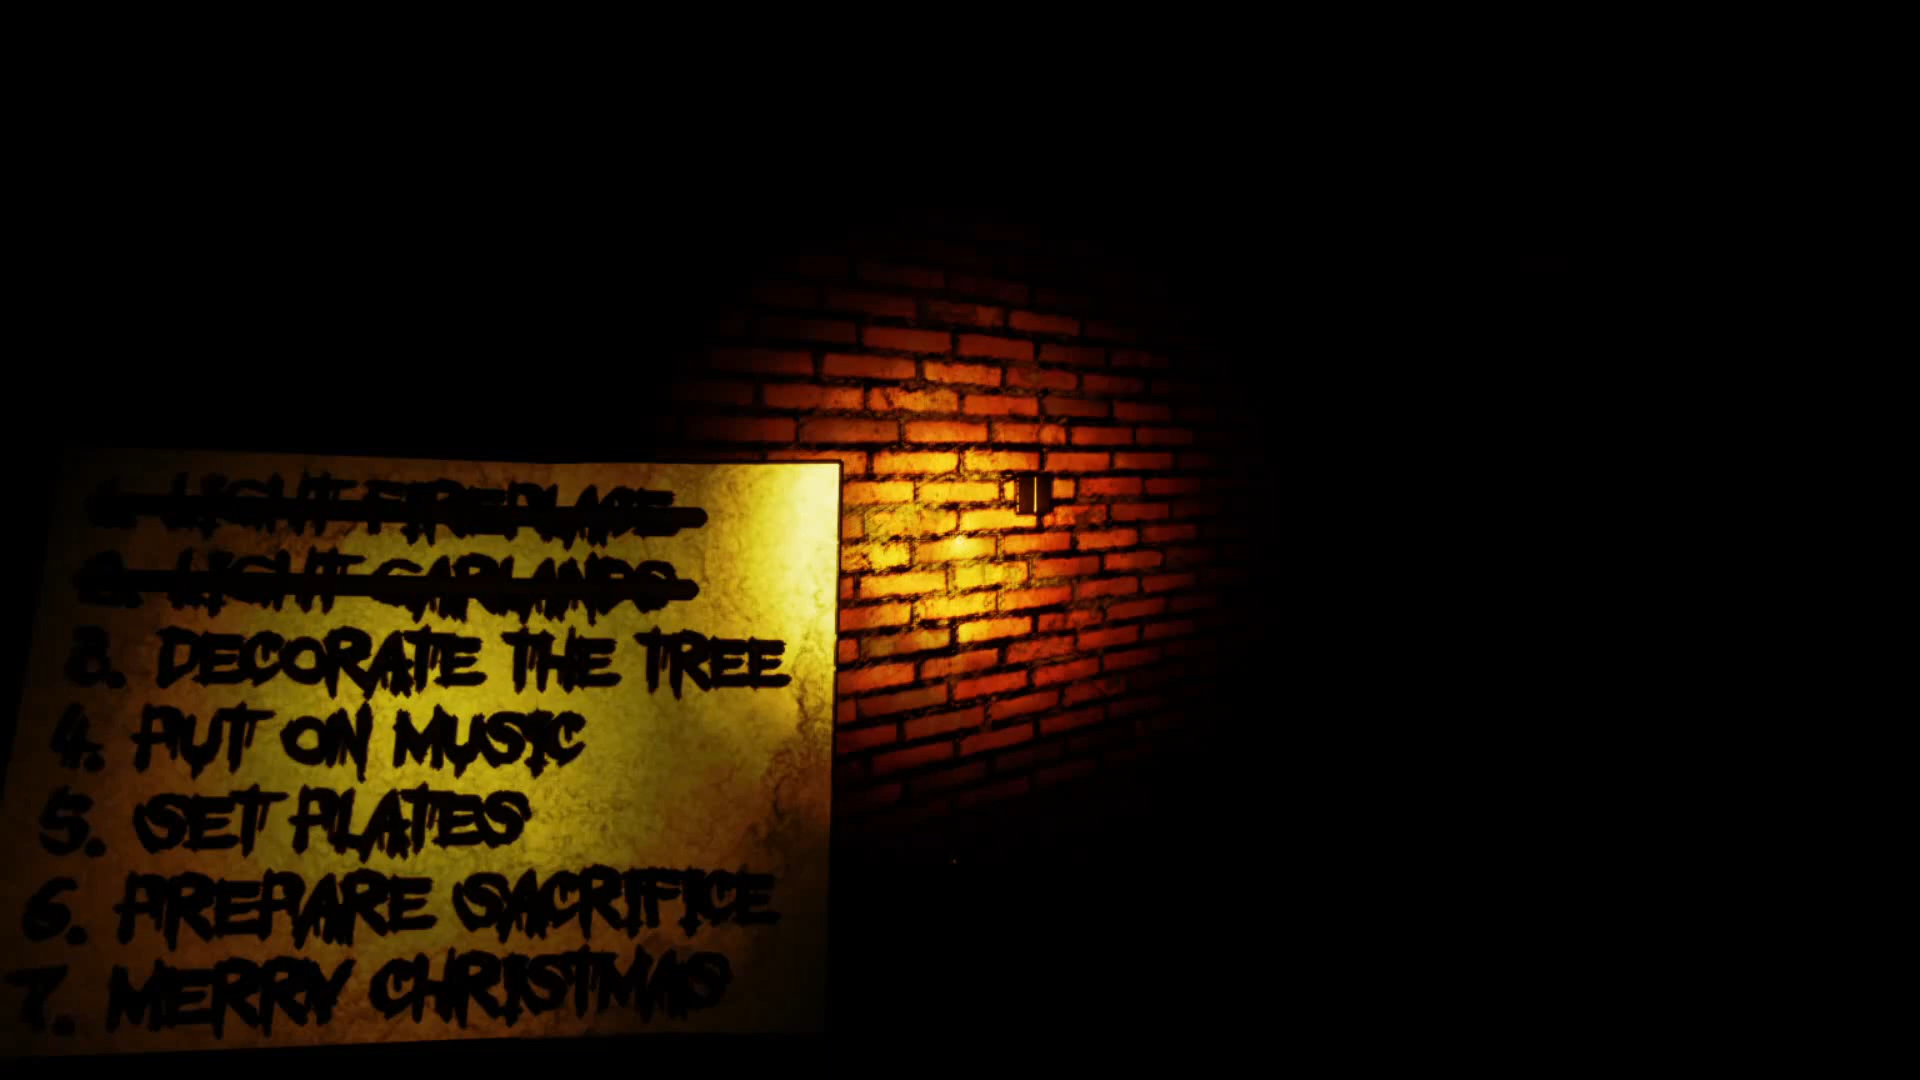 1. LIGHT FIREPLACE
2. LIGHT GARLANDS
3. DECORATE THE TREE
4. PUT ON MUSIC
5. SET PLATES
6. PREPARE SACRIFICE
7. MERRY CHRISTMAS